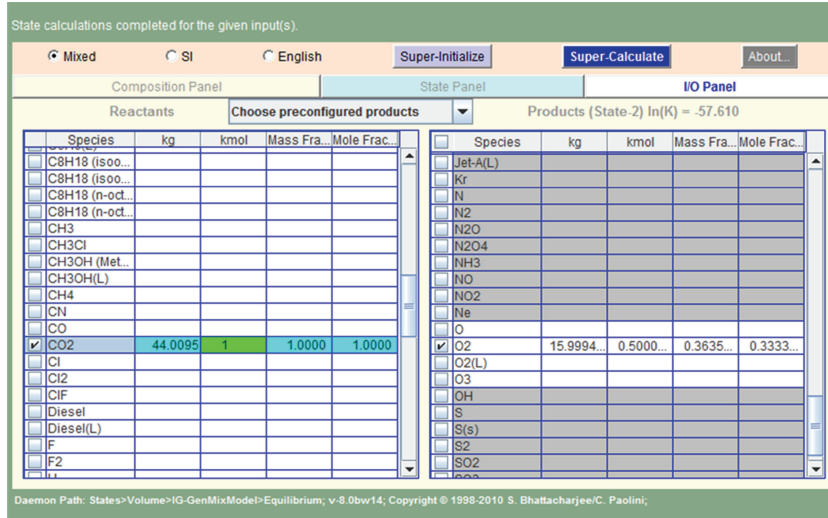 State calculations completed for the given input(s).
Mixed SI English Super-Initialize Super-Calculate About...
Composition Panel State Panel I/O Panel
Reactants Choose preconfigured products Products (State-2) ln(K) = -57.610
Species kg kmol Mass Fra... Mole Frac...
C8H18 (isoo...
C8H18 (isoo...
C8H18 (n-oct...
C8H18 (n-oct...
CH3
CH3Cl
CH3OH (Met...
CH3OH(L)
CH4
CN
CO
CO2 44.0095 1 1.0000 1.0000
Cl
Cl2
ClF
Diesel
Diesel(L)
F
F2
Species kg kmol Mass Fra... Mole Frac...
Jet-A(L)
Kr
N
N2
N2O
N2O4
NH3
NO
NO2
Ne
O
O2 15.9994... 0.5000... 0.3635... 0.3333...
O2(L)
O3
OH
S
S(s)
S2
SO2
Daemon Path: States>Volume>IG-GenMixModel>Equilibrium; v-8.0bw14; Copyright © 1998-2010 S. Bhattacharjee/C. Paolini;